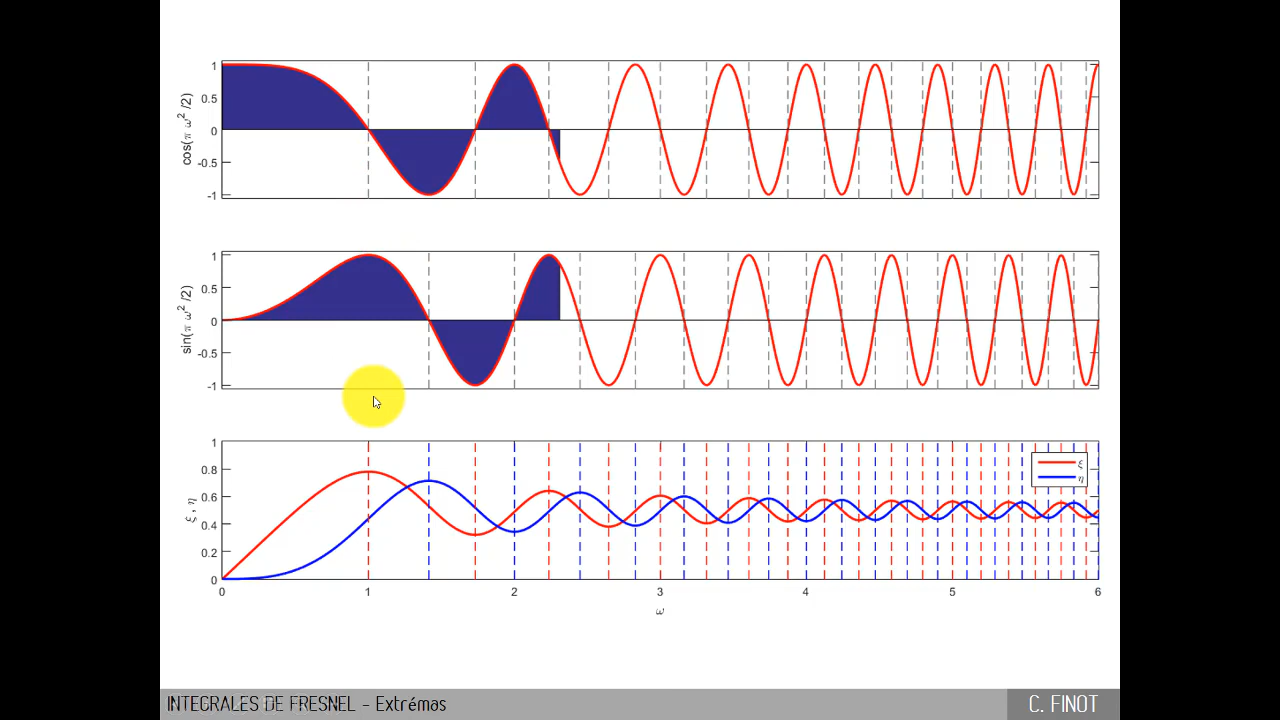 cos(π ω² /2)
1
0.5
0
-0.5
-1
sin(π ω² /2)
1
0.5
0
-0.5
-1
ξ , η
1
0.8
0.6
0.4
0.2
0
ξ
η
0 1 2 3 4 5 6
ω
INTEGRALES DE FRESNEL - Extrémas
C. FINOT